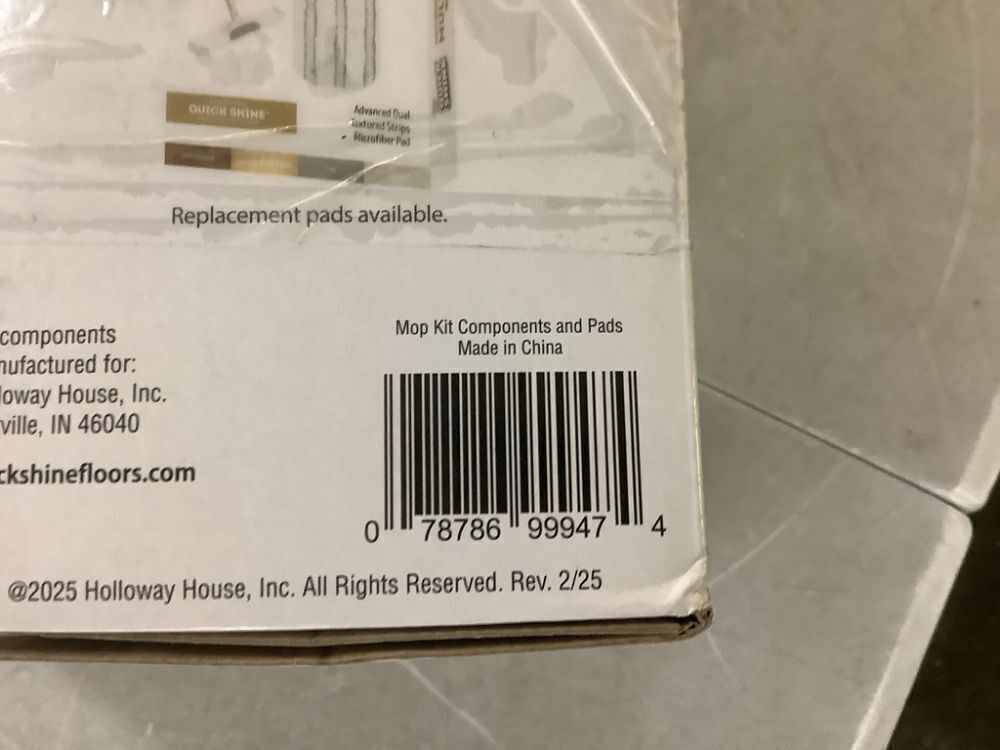 QUICK SHINE
Advanced Dual
Textured Strips
• Microfiber Pad
Replacement pads available.
components
nufactured for:
loway House, Inc.
ville, IN 46040
ckshinefloors.com
Mop Kit Components and Pads
Made in China
0 78786 99947 4
@2025 Holloway House, Inc. All Rights Reserved. Rev. 2/25